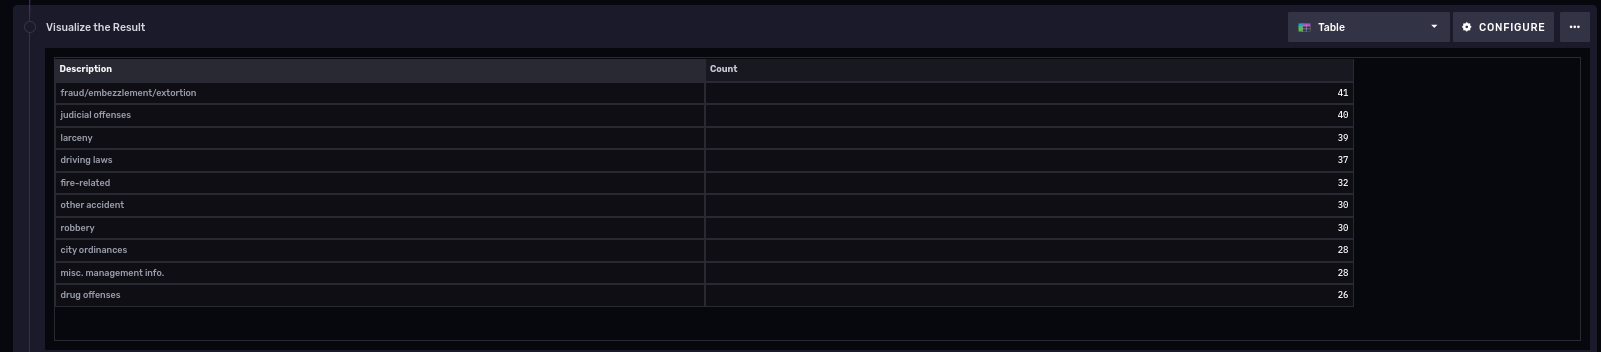 Visualize the Result Table CONFIGURE
Description Count
fraud/embezzlement/extortion 41
judicial offenses 40
larceny 39
driving laws 37
fire-related 32
other accident 30
robbery 30
city ordinances 28
misc. management info. 28
drug offenses 26